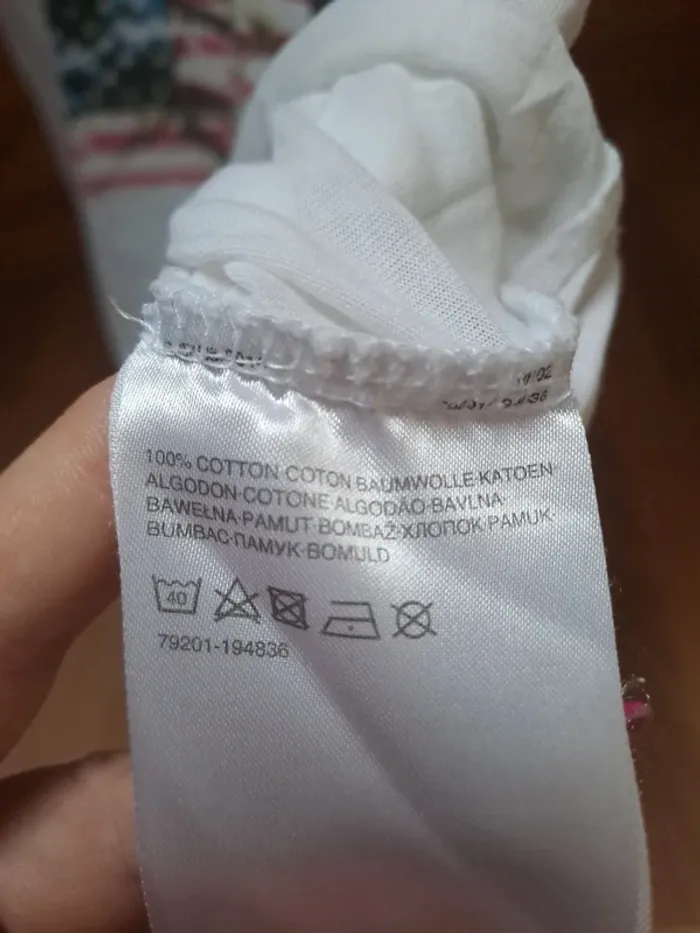 100% COTTON COTON BAUMWOLLE·KATOEN·
ALGODON·COTONE ALGODÃO·BAVLNA·
BAWEŁNA·PAMUT·BOMBAŽ·ХЛОПОК·PAMUK·
BUMBAC·ПАМУК·BOMULD
40
79201-194836